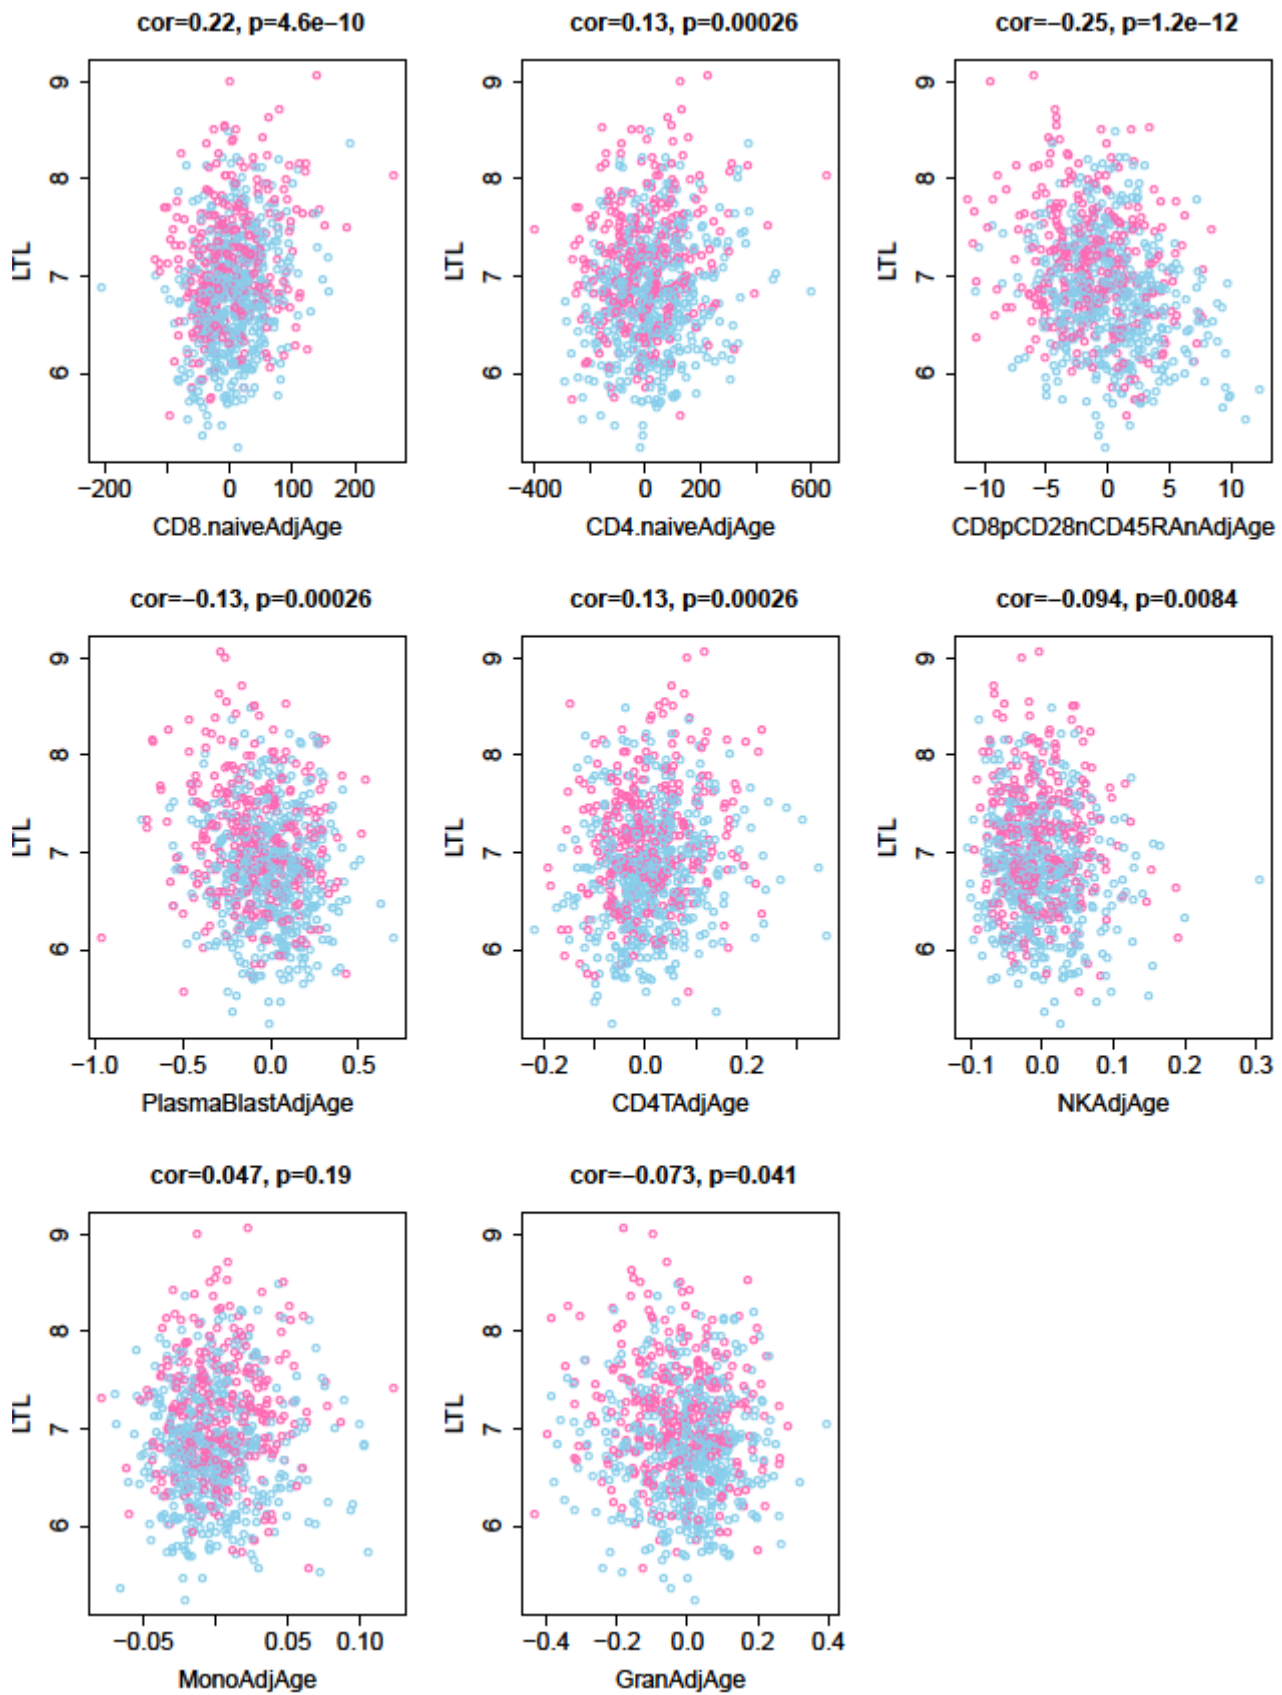 cor=0.22, p=4.6e−10
9
8
7
6
LTL
−200 0 100 200
CD8.naiveAdjAge
cor=0.13, p=0.00026
9
8
7
6
LTL
−400 0 200 600
CD4.naiveAdjAge
cor=−0.25, p=1.2e−12
9
8
7
6
LTL
−10 −5 0 5 10
CD8pCD28nCD45RAnAdjAge
cor=−0.13, p=0.00026
9
8
7
6
LTL
−1.0 −0.5 0.0 0.5
PlasmaBlastAdjAge
cor=0.13, p=0.00026
9
8
7
6
LTL
−0.2 0.0 0.2
CD4TAdjAge
cor=−0.094, p=0.0084
9
8
7
6
LTL
−0.1 0.0 0.1 0.2 0.3
NKAdjAge
cor=0.047, p=0.19
9
8
7
6
LTL
−0.05 0.05 0.10
MonoAdjAge
cor=−0.073, p=0.041
9
8
7
6
LTL
−0.4 −0.2 0.0 0.2 0.4
GranAdjAge